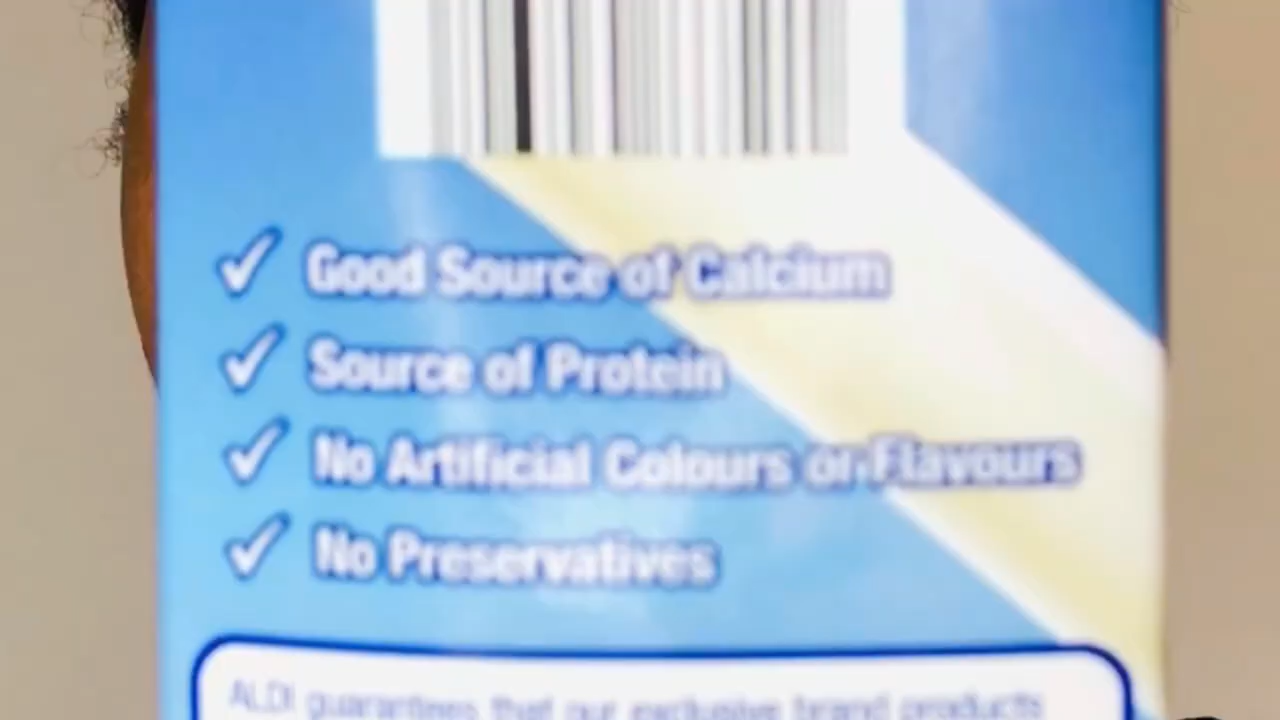 Good Source of Calcium
Source of Protein
No Artificial Colours or Flavours
No Preservatives
ALDI guarantees that our exclusive brand products